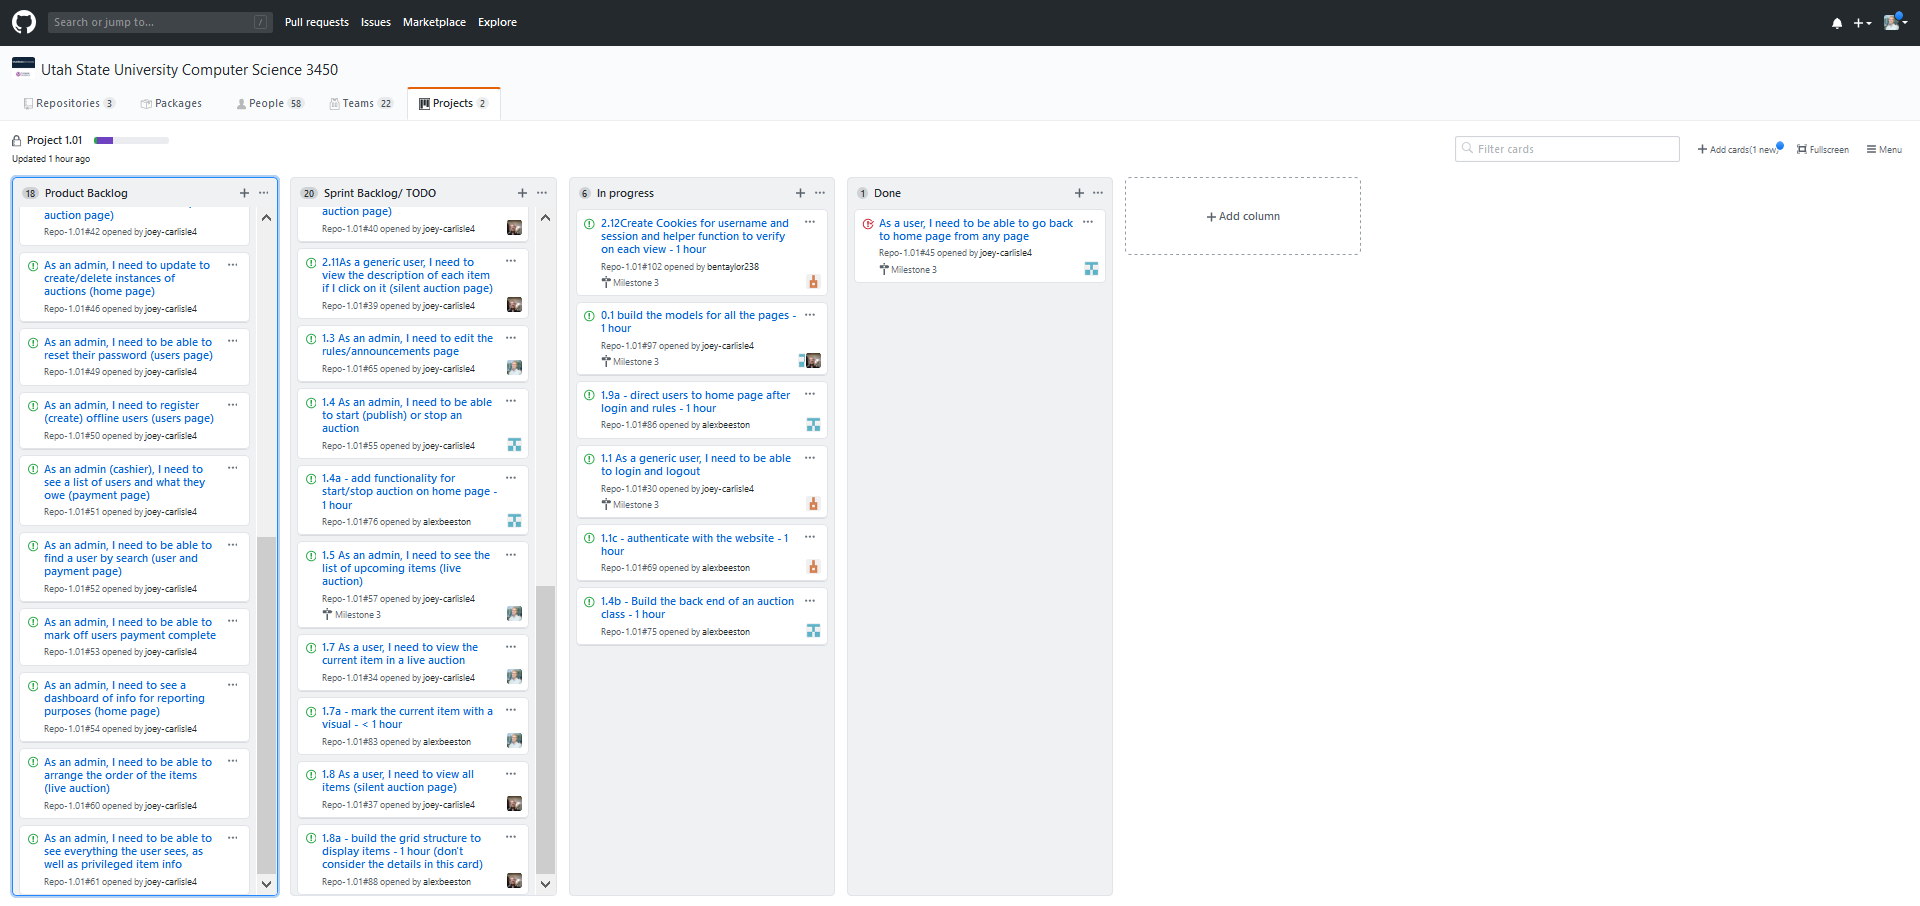 Search or jump to...
/
Pull requests
Issues
Marketplace
Explore
Utah State University Computer Science 3450
Repositories 3
Packages
People 58
Teams 22
Projects 2
Project 1.01
Updated 1 hour ago
Filter cards
Add cards(1 new)
Fullscreen
Menu
18 Product Backlog
auction page)
Repo-1.01#42 opened by joey-carlisle4
As an admin, I need to update to
create/delete instances of
auctions (home page)
Repo-1.01#46 opened by joey-carlisle4
As an admin, I need to be able to
reset their password (users page)
Repo-1.01#49 opened by joey-carlisle4
As an admin, I need to register
(create) offline users (users page)
Repo-1.01#50 opened by joey-carlisle4
As an admin (cashier), I need to
see a list of users and what they
owe (payment page)
Repo-1.01#51 opened by joey-carlisle4
As an admin, I need to be able to
find a user by search (user and
payment page)
Repo-1.01#52 opened by joey-carlisle4
As an admin, I need to be able to
mark off users payment complete
Repo-1.01#53 opened by joey-carlisle4
As an admin, I need to see a
dashboard of info for reporting
purposes (home page)
Repo-1.01#54 opened by joey-carlisle4
As an admin, I need to be able to
arrange the order of the items
(live auction)
Repo-1.01#60 opened by joey-carlisle4
As an admin, I need to be able to
see everything the user sees, as
well as privileged item info
Repo-1.01#61 opened by joey-carlisle4
20 Sprint Backlog/ TODO
auction page)
Repo-1.01#40 opened by joey-carlisle4
2.11As a generic user, I need to
view the description of each item
if I click on it (silent auction page)
Repo-1.01#39 opened by joey-carlisle4
1.3 As an admin, I need to edit the
rules/announcements page
Repo-1.01#65 opened by joey-carlisle4
1.4 As an admin, I need to be able
to start (publish) or stop an
auction
Repo-1.01#55 opened by joey-carlisle4
1.4a - add functionality for
start/stop auction on home page -
1 hour
Repo-1.01#76 opened by alexbeeston
1.5 As an admin, I need to see the
list of upcoming items (live
auction)
Repo-1.01#57 opened by joey-carlisle4
Milestone 3
1.7 As a user, I need to view the
current item in a live auction
Repo-1.01#34 opened by joey-carlisle4
1.7a - mark the current item with a
visual - < 1 hour
Repo-1.01#83 opened by alexbeeston
1.8 As a user, I need to view all
items (silent auction page)
Repo-1.01#37 opened by joey-carlisle4
1.8a - build the grid structure to
display items - 1 hour (don't
consider the details in this card)
Repo-1.01#88 opened by alexbeeston
6 In progress
2.12Create Cookies for username and
session and helper function to verify
on each view - 1 hour
Repo-1.01#102 opened by bentaylor238
Milestone 3
0.1 build the models for all the pages -
1 hour
Repo-1.01#97 opened by joey-carlisle4
Milestone 3
1.9a - direct users to home page after
login and rules - 1 hour
Repo-1.01#86 opened by alexbeeston
1.1 As a generic user, I need to be able
to login and logout
Repo-1.01#30 opened by joey-carlisle4
Milestone 3
1.1c - authenticate with the website - 1
hour
Repo-1.01#69 opened by alexbeeston
1.4b - Build the back end of an auction
class - 1 hour
Repo-1.01#75 opened by alexbeeston
1 Done
As a user, I need to be able to go back
to home page from any page
Repo-1.01#45 opened by joey-carlisle4
Milestone 3
Add column